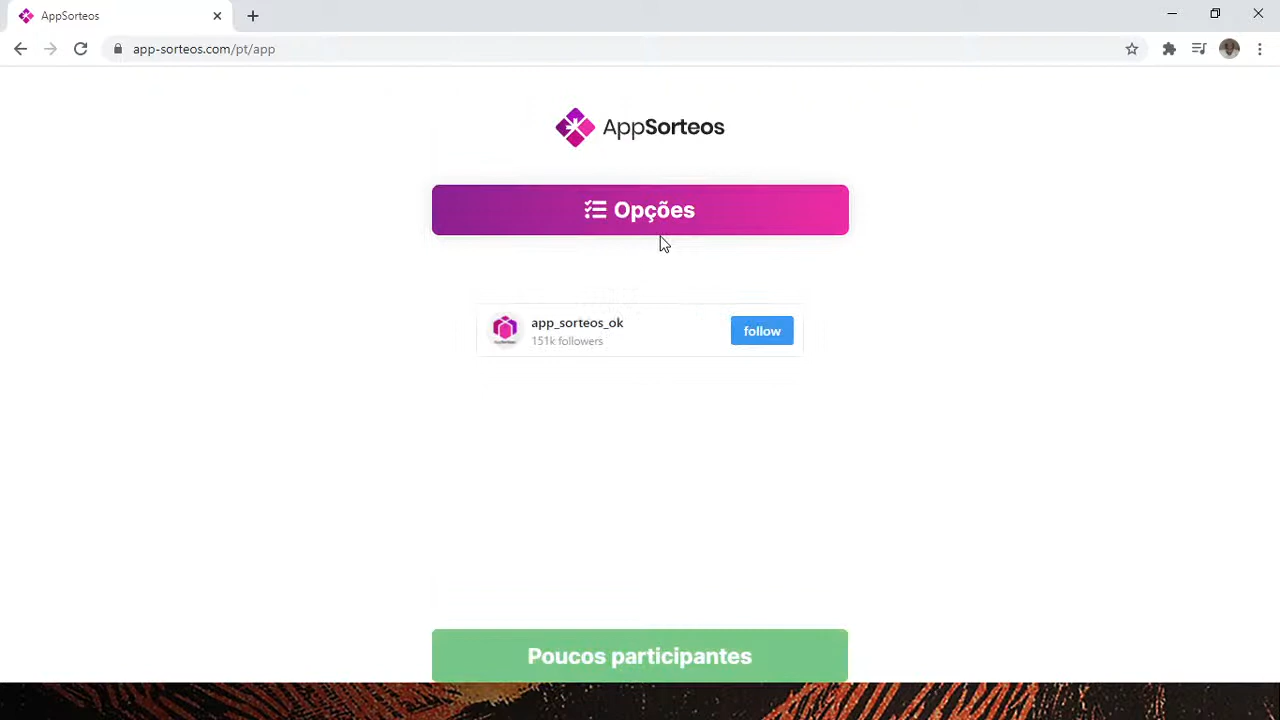 AppSorteos
app-sorteos.com/pt/app
AppSorteos
Opções
app_sorteos_ok
151k followers
follow
Poucos participantes